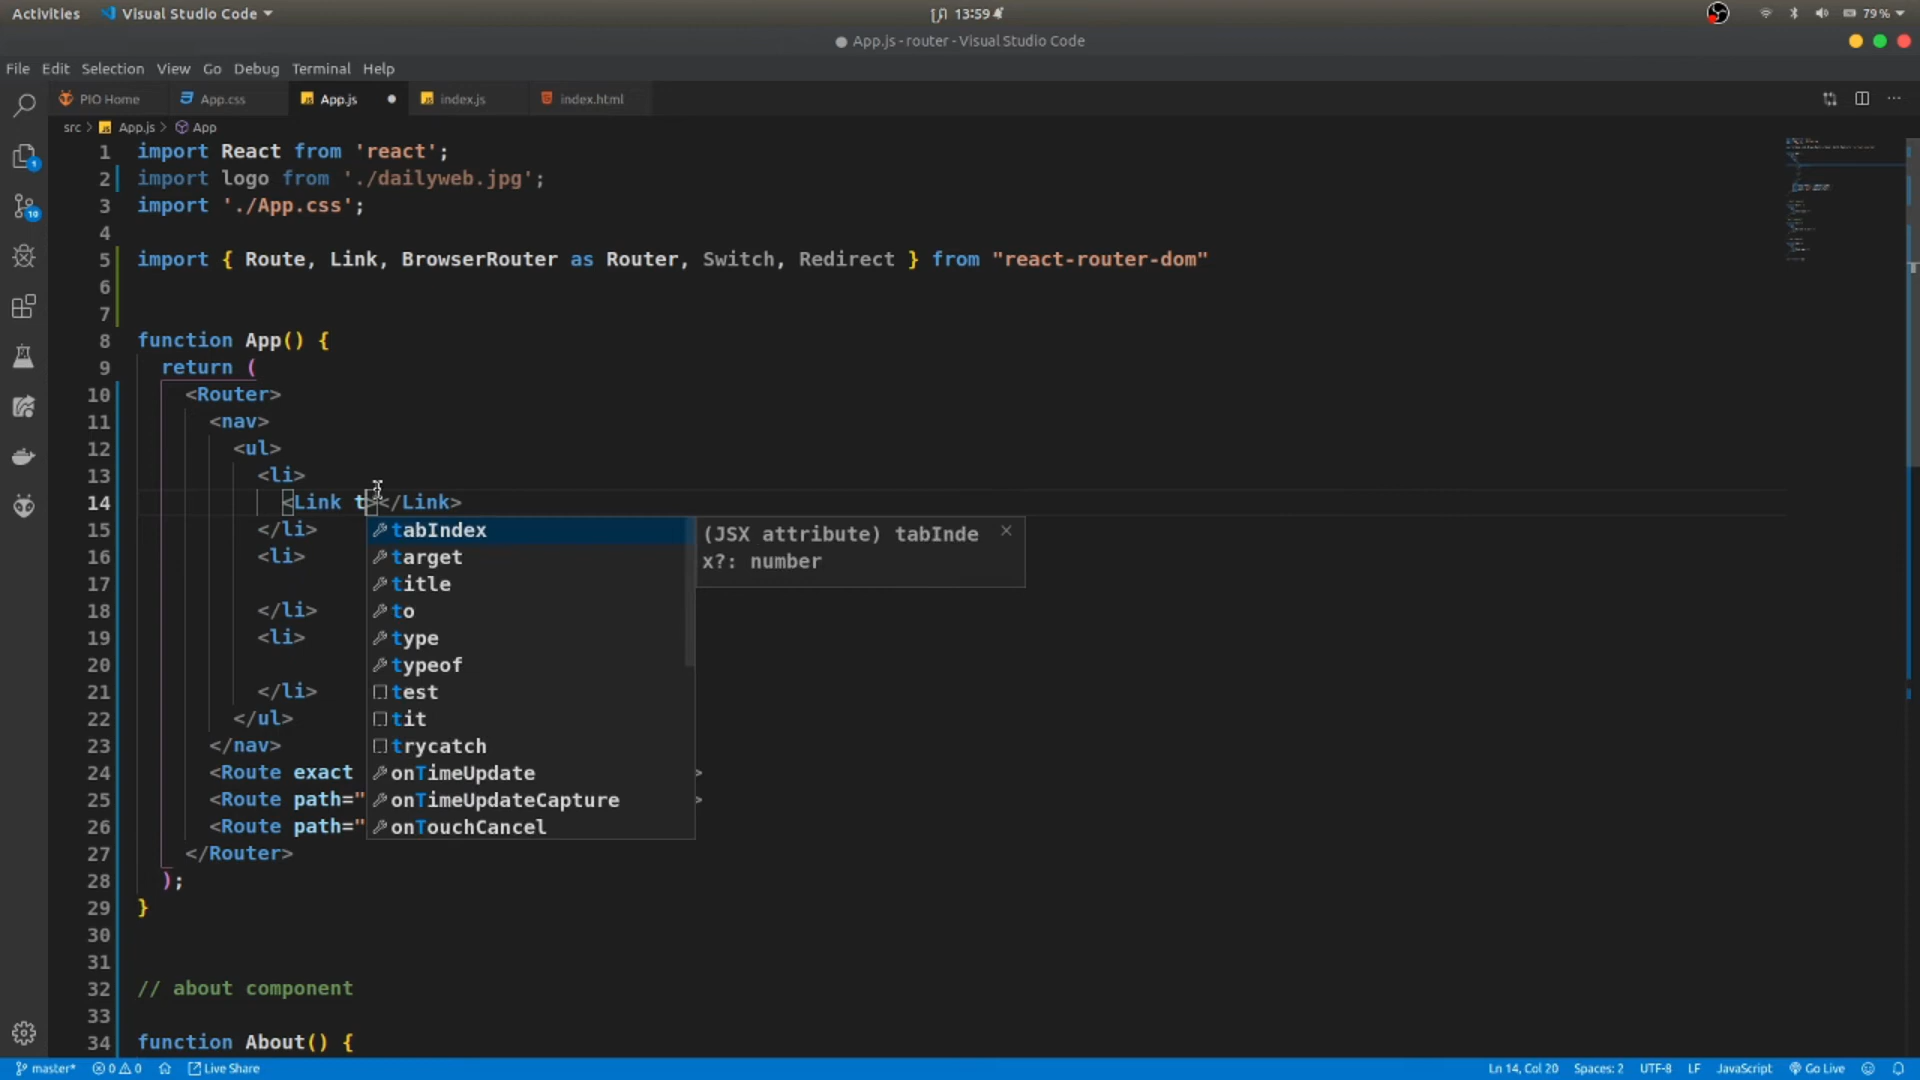 Activities Visual Studio Code 13:59 79 %
App.js - router - Visual Studio Code
File Edit Selection View Go Debug Terminal Help
PIO Home App.css App.js index.js index.html
src > App.js > App
1 import React from 'react';
2 import logo from './dailyweb.jpg';
3 import './App.css';
4
5 import { Route, Link, BrowserRouter as Router, Switch, Redirect } from "react-router-dom"
6
7
8 function App() {
9 return (
10 <Router>
11 <nav>
12 <ul>
13 <li>
14 <Link t></Link>
15 </li>
16 <li>
17
18 </li>
19 <li>
20
21 </li>
22 </ul>
23 </nav>
24 <Route exact >
25 <Route path=" >
26 <Route path="
27 </Router>
28 );
29 }
30
31
32 // about component
33
34 function About() {
tabIndex
target
title
to
type
typeof
test
tit
trycatch
onTimeUpdate
onTimeUpdateCapture
onTouchCancel
(JSX attribute) tabInde
x?: number
1
10
master* 0 0 Live Share Ln 14, Col 20 Spaces: 2 UTF-8 LF JavaScript Go Live